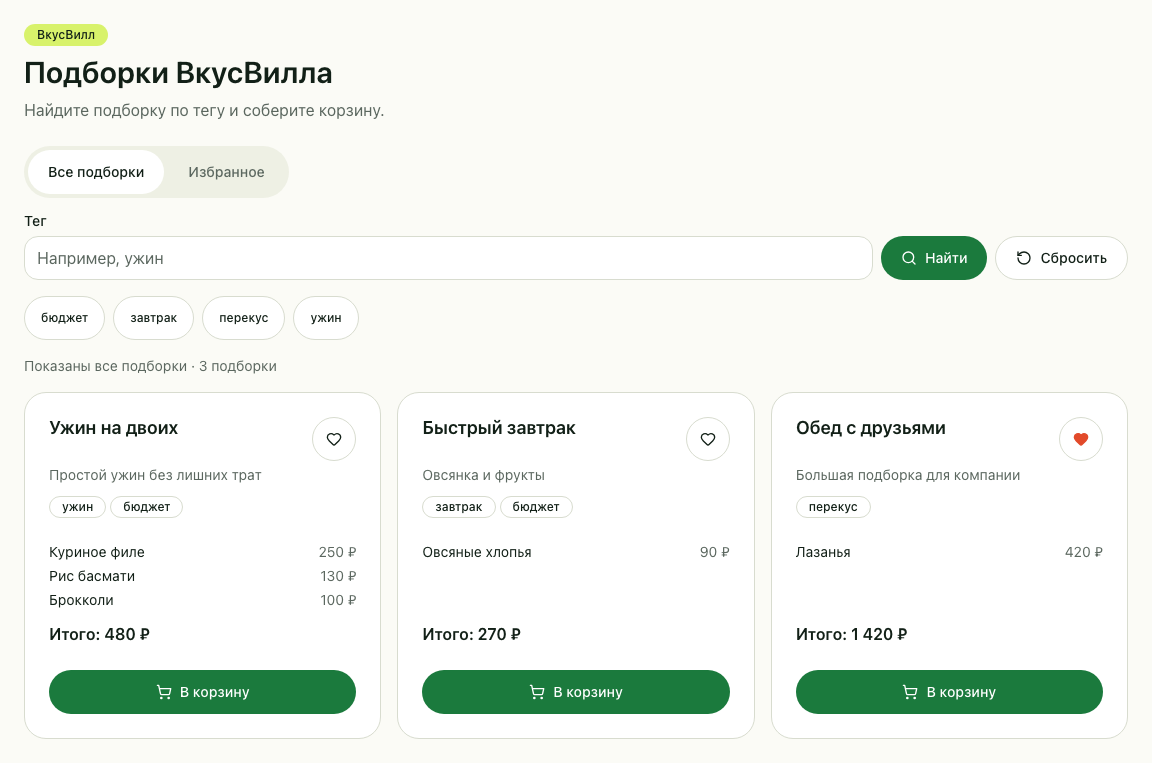 ВкусВилл
Подборки ВкусВилла
Найдите подборку по тегу и соберите корзину.
Все подборки Избранное
Тег
Например, ужин Найти Сбросить
бюджет завтрак перекус ужин
Показаны все подборки · 3 подборки
Ужин на двоих
Простой ужин без лишних трат
ужин бюджет
Куриное филе 250 ₽
Рис басмати 130 ₽
Брокколи 100 ₽
Итого: 480 ₽
В корзину
Быстрый завтрак
Овсянка и фрукты
завтрак бюджет
Овсяные хлопья 90 ₽
Итого: 270 ₽
В корзину
Обед с друзьями
Большая подборка для компании
перекус
Лазанья 420 ₽
Итого: 1 420 ₽
В корзину